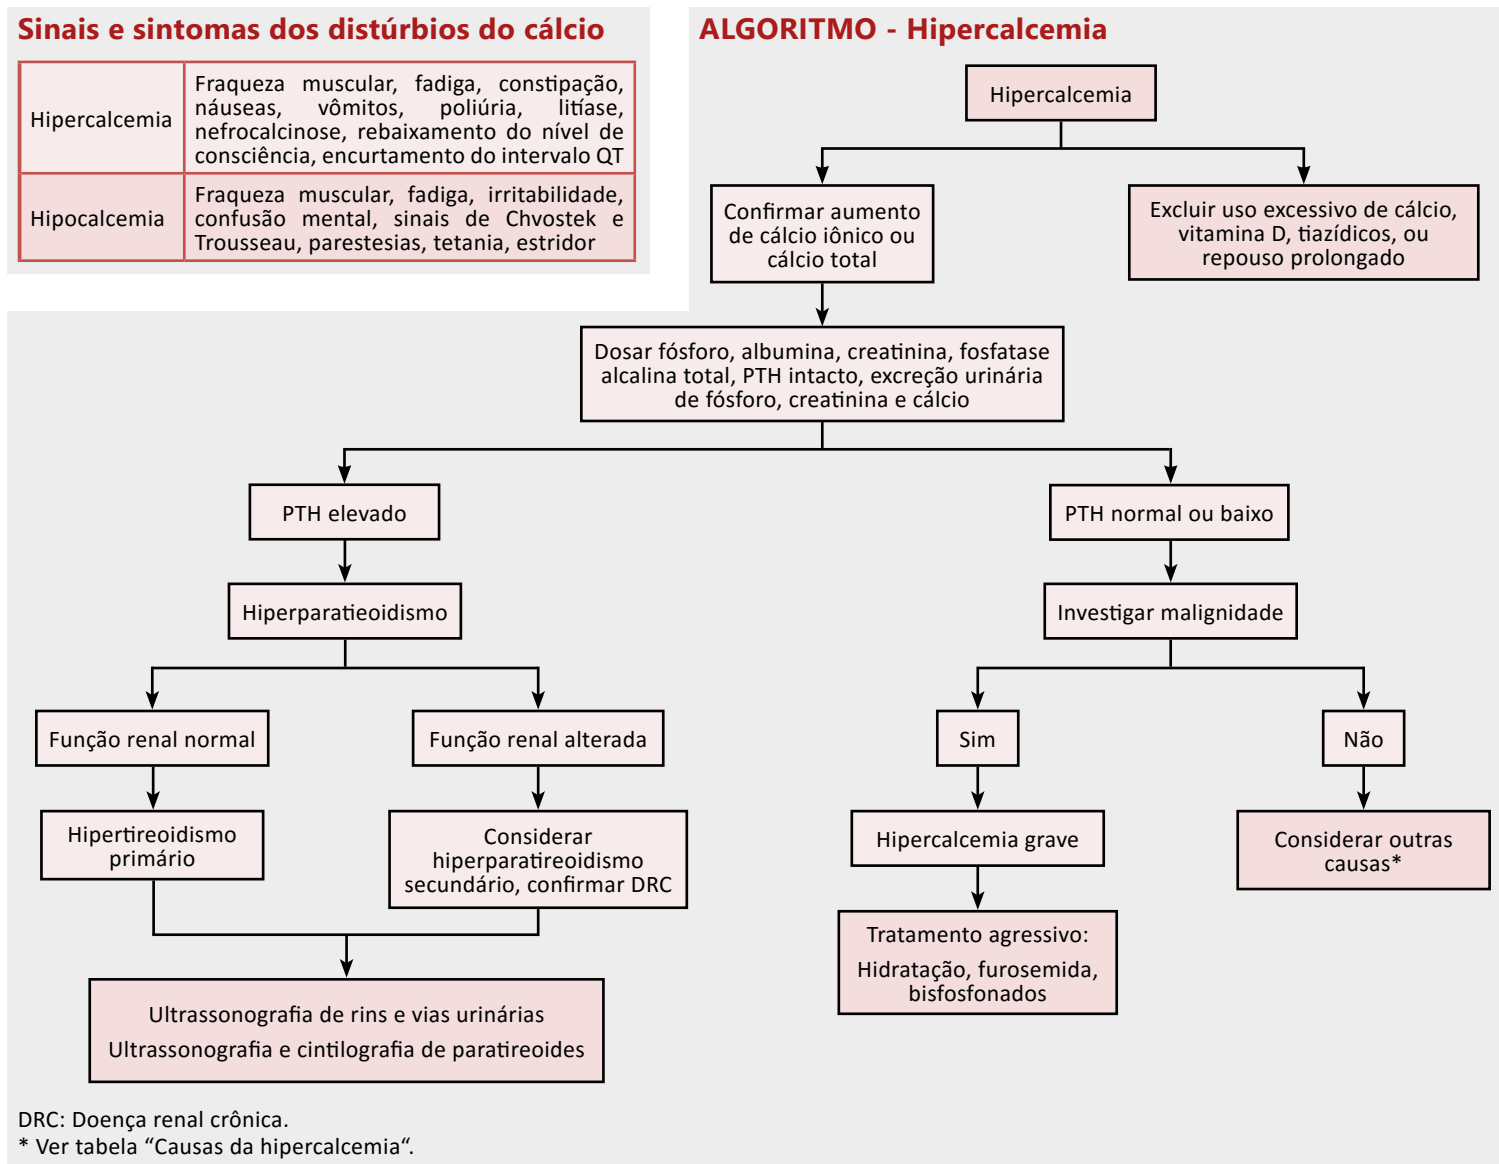 Sinais e sintomas dos distúrbios do cálcio
Hipercalcemia
Fraqueza muscular, fadiga, constipação,
náuseas, vômitos, poliúria, litíase,
nefrocalcinose, rebaixamento do nível de
consciência, encurtamento do intervalo QT
Hipocalcemia
Fraqueza muscular, fadiga, irritabilidade,
confusão mental, sinais de Chvostek e
Trousseau, parestesias, tetania, estridor
ALGORITMO - Hipercalcemia
Hipercalcemia
Confirmar aumento
de cálcio iônico ou
cálcio total
Excluir uso excessivo de cálcio,
vitamina D, tiazídicos, ou
repouso prolongado
Dosar fósforo, albumina, creatinina, fosfatase
alcalina total, PTH intacto, excreção urinária
de fósforo, creatinina e cálcio
PTH elevado
PTH normal ou baixo
Hiperparatieoidismo
Investigar malignidade
Função renal normal
Função renal alterada
Sim
Não
Hipertireoidismo
primário
Considerar
hiperparatireoidismo
secundário, confirmar DRC
Hipercalcemia grave
Considerar outras
causas*
Tratamento agressivo:
Hidratação, furosemida,
bisfosfonados
Ultrassonografia de rins e vias urinárias
Ultrassonografia e cintilografia de paratireoides
DRC: Doença renal crônica.
* Ver tabela “Causas da hipercalcemia“.